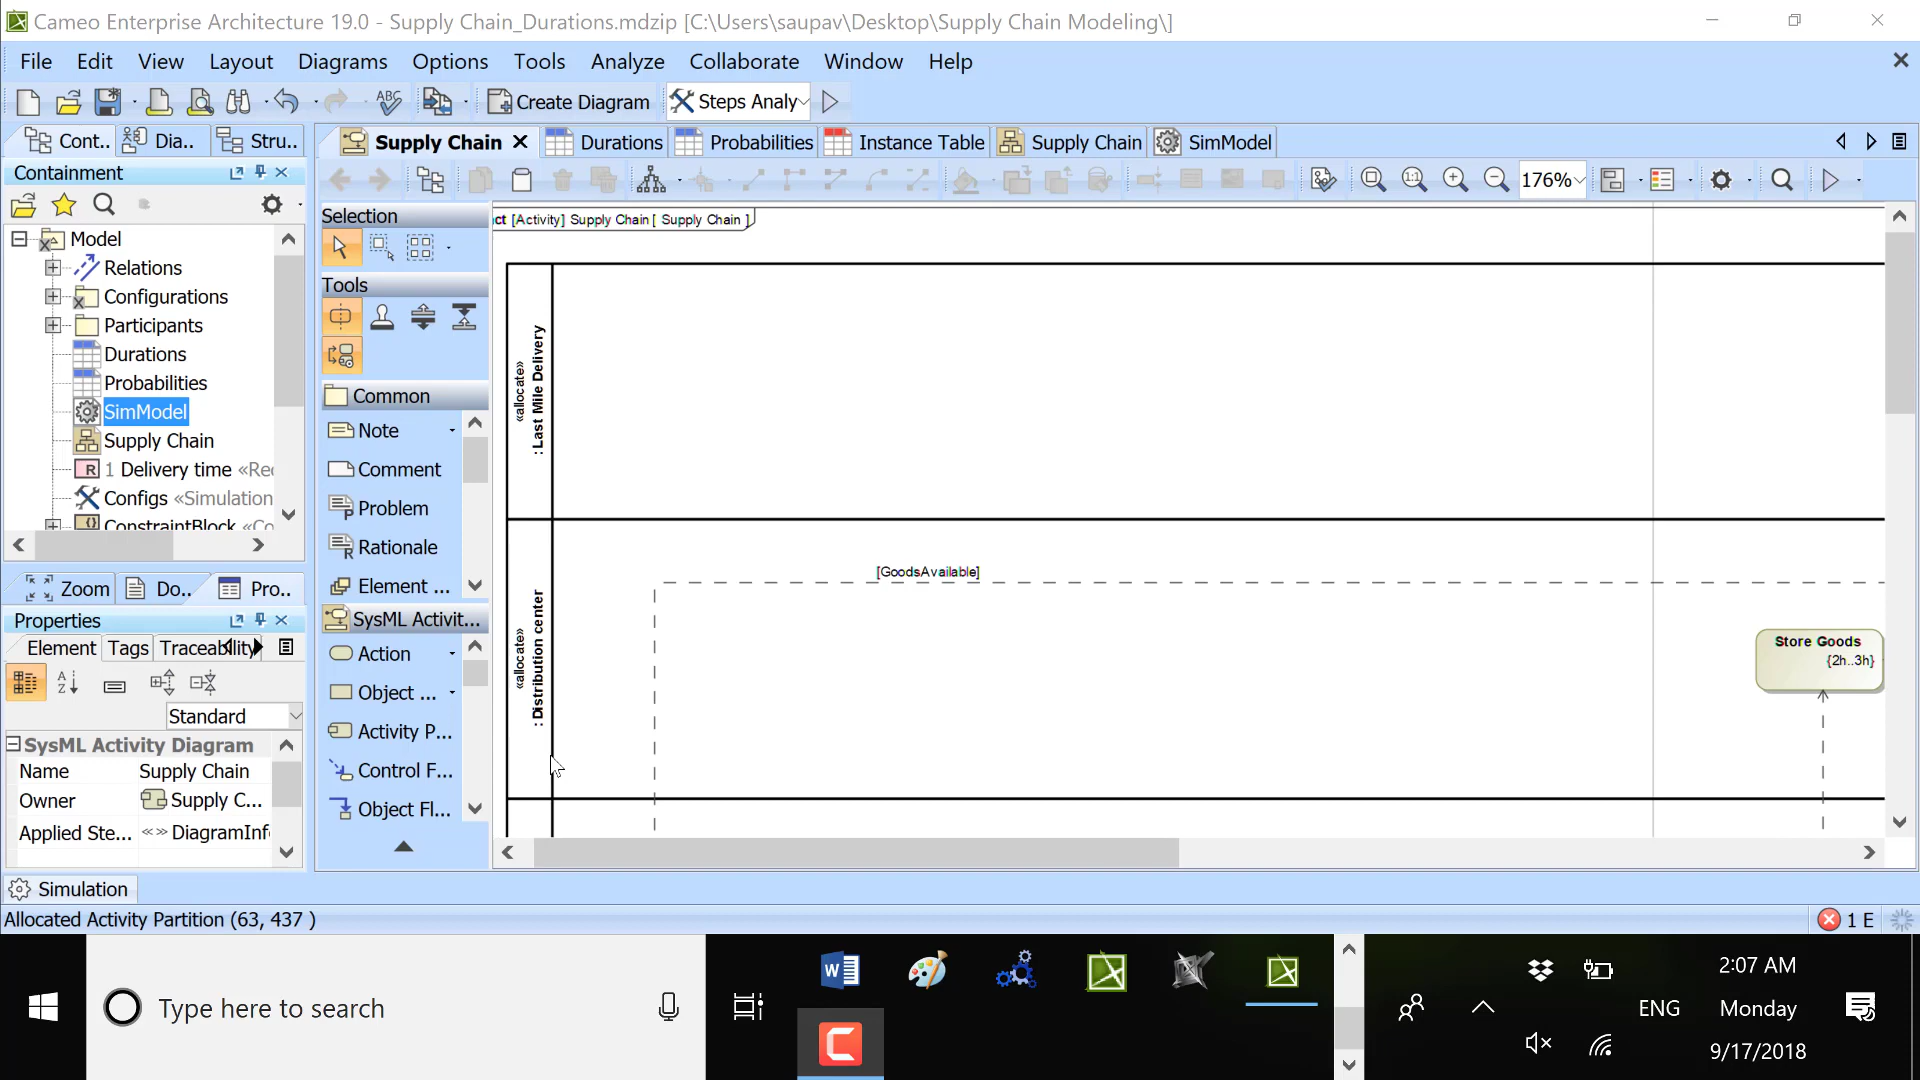 Cameo Enterprise Architecture 19.0 - Supply Chain_Durations.mdzip [C:\Users\saupav\Desktop\Supply Chain Modeling\]
File Edit View Layout Diagrams Options Tools Analyze Collaborate Window Help
ABC Create Diagram Steps Analy
Cont.. Dia.. Stru.. Supply Chain Durations Probabilities Instance Table Supply Chain SimModel
Containment
1:1 176%
Model
Relations
Configurations
Participants
Durations
Probabilities
SimModel
Supply Chain
R 1 Delivery time «Rec
Configs «Simulation
ConstraintBlock «Co
Zoom Do.. Pro..
Properties
Element Tags Traceability
A
Z
Standard
SysML Activity Diagram
Name Supply Chain
Owner Supply C...
Applied Ste... «» DiagramInf
Selection
Tools
Common
Note
Comment
Problem
Rationale
Element ...
SysML Activit...
Action
Object ...
Activity P...
Control F...
Object Fl...
ct [Activity] Supply Chain [ Supply Chain ]
«allocate»
: Last Mile Delivery
«allocate»
: Distribution center
[GoodsAvailable]
Store Goods
{2h..3h}
Simulation
Allocated Activity Partition (63, 437 )
1 E
Type here to search
W
C
ENG
2:07 AM
Monday
9/17/2018